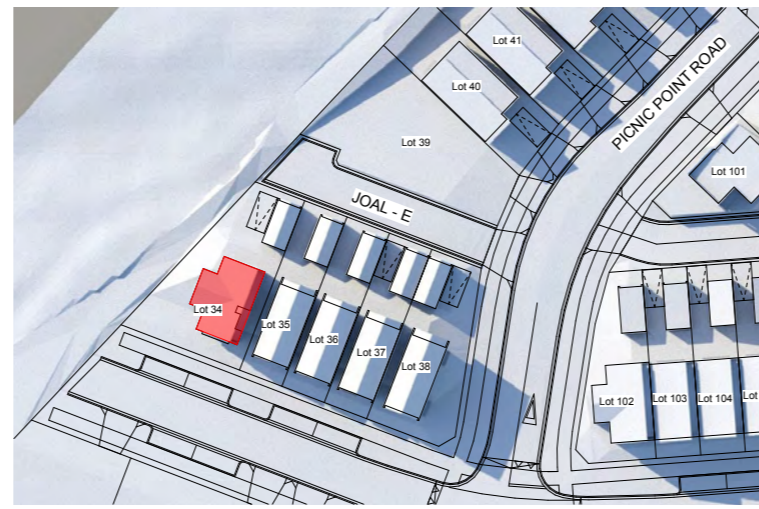 Lot 41
Lot 40
PICNIC POINT ROAD
Lot 39
Lot 101
JOAL - E
Lot 34
Lot 35
Lot 36
Lot 37
Lot 38
Lot 102
Lot 103
Lot 104
Lot